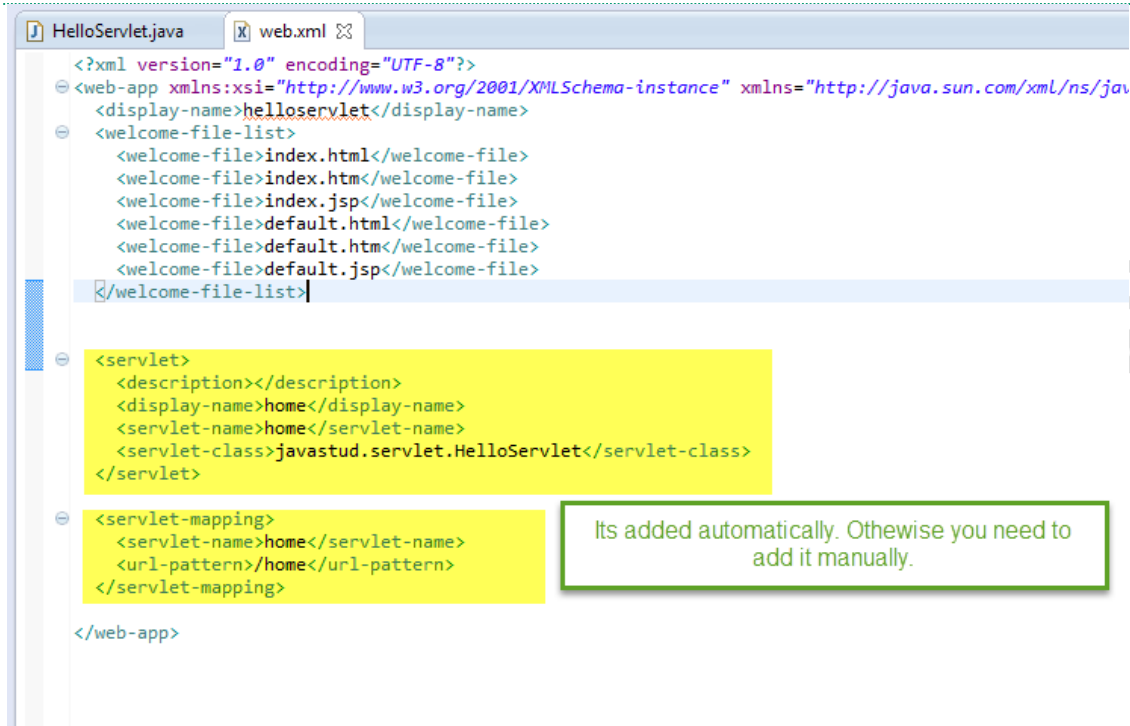 HelloServlet.java web.xml
<?xml version="1.0" encoding="UTF-8"?>
<web-app xmlns:xsi="http://www.w3.org/2001/XMLSchema-instance" xmlns="http://java.sun.com/xml/ns/jav
<display-name>helloservlet</display-name>
<welcome-file-list>
<welcome-file>index.html</welcome-file>
<welcome-file>index.htm</welcome-file>
<welcome-file>index.jsp</welcome-file>
<welcome-file>default.html</welcome-file>
<welcome-file>default.htm</welcome-file>
<welcome-file>default.jsp</welcome-file>
</welcome-file-list>
<servlet>
<description></description>
<display-name>home</display-name>
<servlet-name>home</servlet-name>
<servlet-class>javastud.servlet.HelloServlet</servlet-class>
</servlet>
<servlet-mapping>
<servlet-name>home</servlet-name>
<url-pattern>/home</url-pattern>
</servlet-mapping>
Its added automatically. Othewise you need to
add it manually.
</web-app>